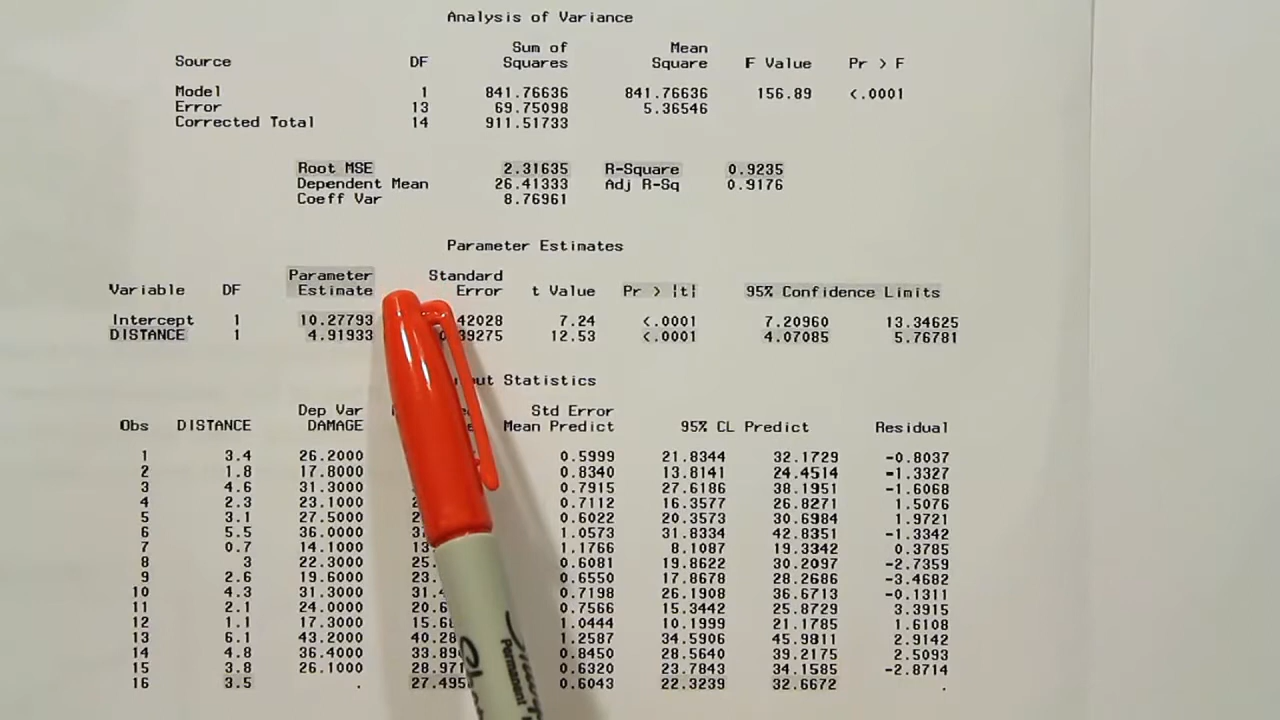 Analysis of Variance
Sum of Mean
Source DF Squares Square F Value Pr > F
Model 1 841.76636 841.76636 156.89 <.0001
Error 13 69.75098 5.36546
Corrected Total 14 911.51733
Root MSE 2.31635 R-Square 0.9235
Dependent Mean 26.41333 Adj R-Sq 0.9176
Coeff Var 8.76961
Parameter Estimates
Parameter Standard
Variable DF Estimate Error t Value Pr > |t| 95% Confidence Limits
Intercept 1 10.27793 42028 7.24 <.0001 7.20960 13.34625
DISTANCE 1 4.91933 39275 12.53 <.0001 4.07085 5.76781
Statistics
Dep Var Std Error
Obs DISTANCE DAMAGE Mean Predict 95% CL Predict Residual
1 3.4 26.2000 0.5999 21.8344 32.1729 -0.8037
2 1.8 17.8000 0.8340 13.8141 24.4514 -1.3327
3 4.6 31.3000 0.7915 27.6186 38.1951 -1.6068
4 2.3 23.1000 0.7112 16.3577 26.8271 1.5076
5 3.1 27.5000 0.6022 20.3573 30.6984 1.9721
6 5.5 36.0000 1.0573 31.8334 42.8351 -1.3342
7 0.7 14.1000 1.1766 8.1087 19.3342 0.3785
8 3 22.3000 0.6081 19.8622 30.2097 -2.7359
9 2.6 19.6000 0.6550 17.8678 28.2686 -3.4682
10 4.3 31.3000 0.7198 26.1908 36.6713 -0.1311
11 2.1 24.0000 0.7566 15.3442 25.8729 3.3915
12 1.1 17.3000 1.0444 10.1999 21.1785 1.6108
13 6.1 43.2000 40.28 1.2587 34.5906 45.9811 2.9142
14 4.8 36.4000 33.89 0.8450 28.5640 39.2175 2.5093
15 3.8 26.1000 28.971 0.6320 23.7843 34.1585 -2.8714
16 3.5 . 27.495 0.6043 22.3239 32.6672 .
Permanent